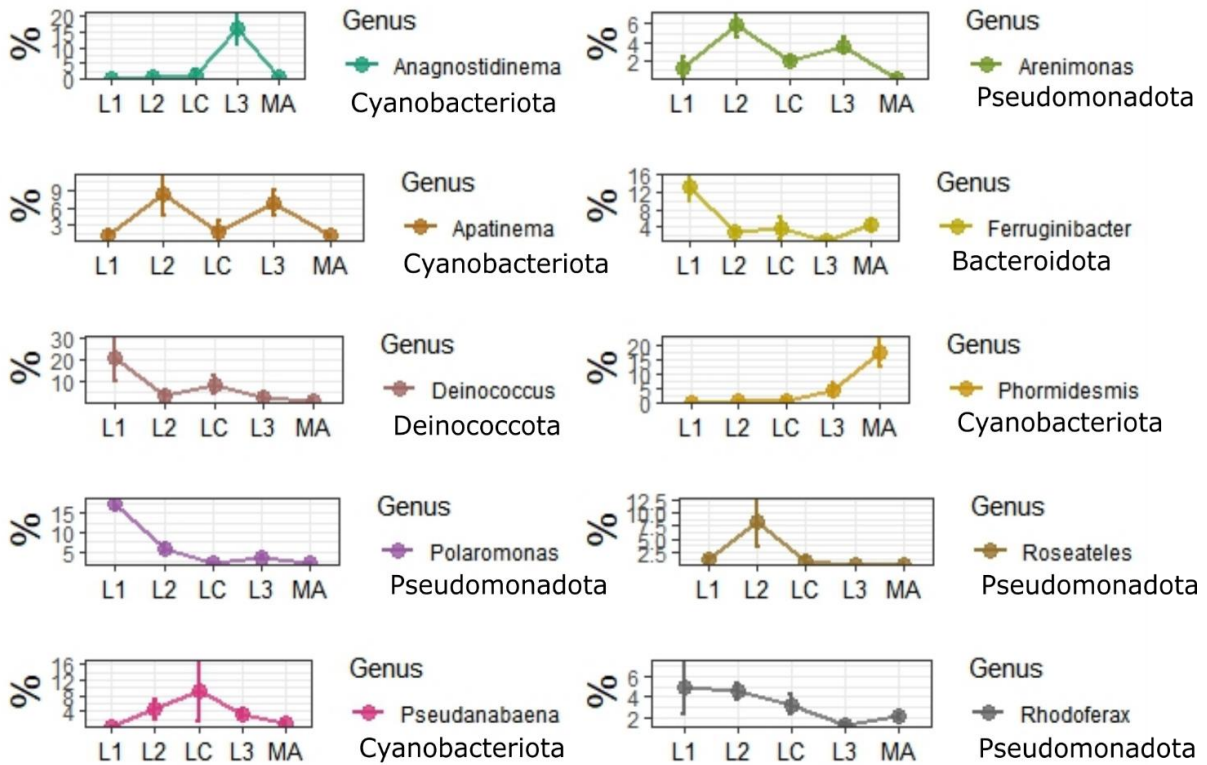 %
20
15
10
5
0
L1 L2 LC L3 MA
Genus
Anagnostidinema
Cyanobacteriota
%
6
4
2
L1 L2 LC L3 MA
Genus
Arenimonas
Pseudomonadota
%
9
6
3
L1 L2 LC L3 MA
Genus
Apatinema
Cyanobacteriota
%
16
12
8
4
L1 L2 LC L3 MA
Genus
Ferruginibacter
Bacteroidota
%
30
20
10
L1 L2 LC L3 MA
Genus
Deinococcus
Deinococcota
%
20
15
10
5
0
L1 L2 LC L3 MA
Genus
Phormidesmis
Cyanobacteriota
%
15
10
5
L1 L2 LC L3 MA
Genus
Polaromonas
Pseudomonadota
%
12.5
10.0
7.5
5.0
2.5
L1 L2 LC L3 MA
Genus
Roseateles
Pseudomonadota
%
16
12
8
4
L1 L2 LC L3 MA
Genus
Pseudanabaena
Cyanobacteriota
%
6
4
2
L1 L2 LC L3 MA
Genus
Rhodoferax
Pseudomonadota